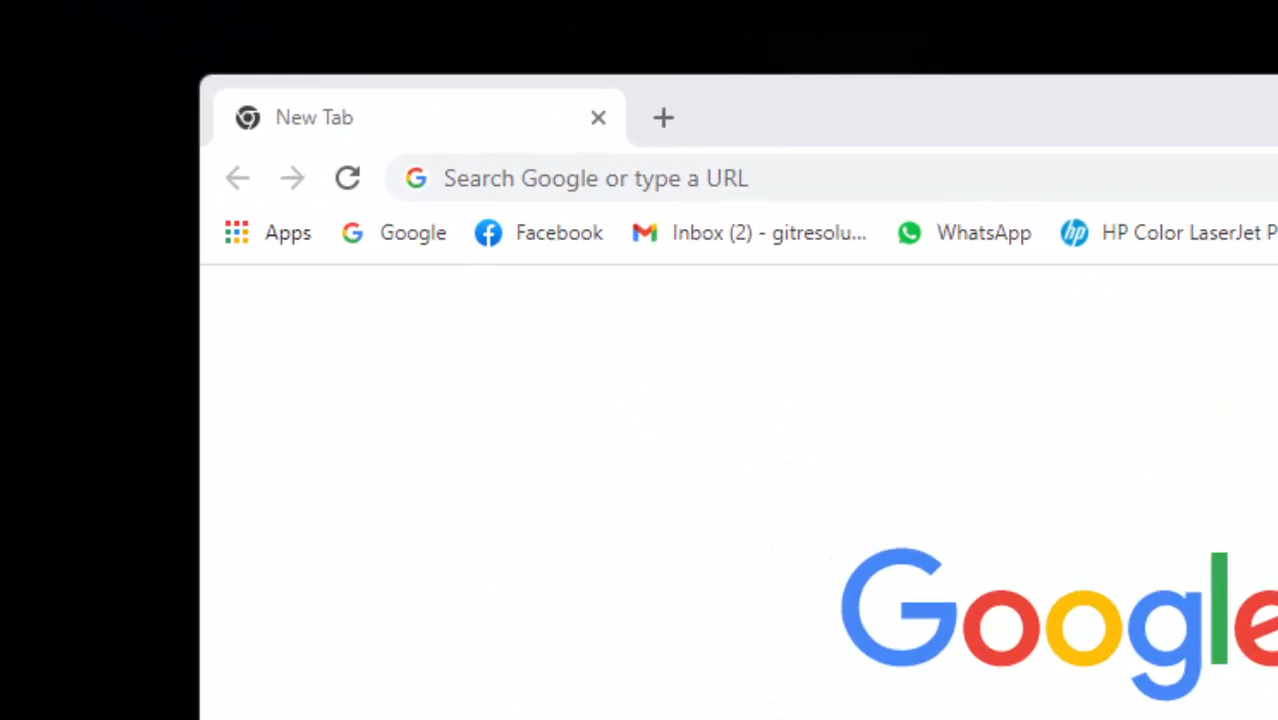 New Tab
Search Google or type a URL
Apps Google Facebook Inbox (2) - gitresolu... WhatsApp HP Color LaserJet P
Google